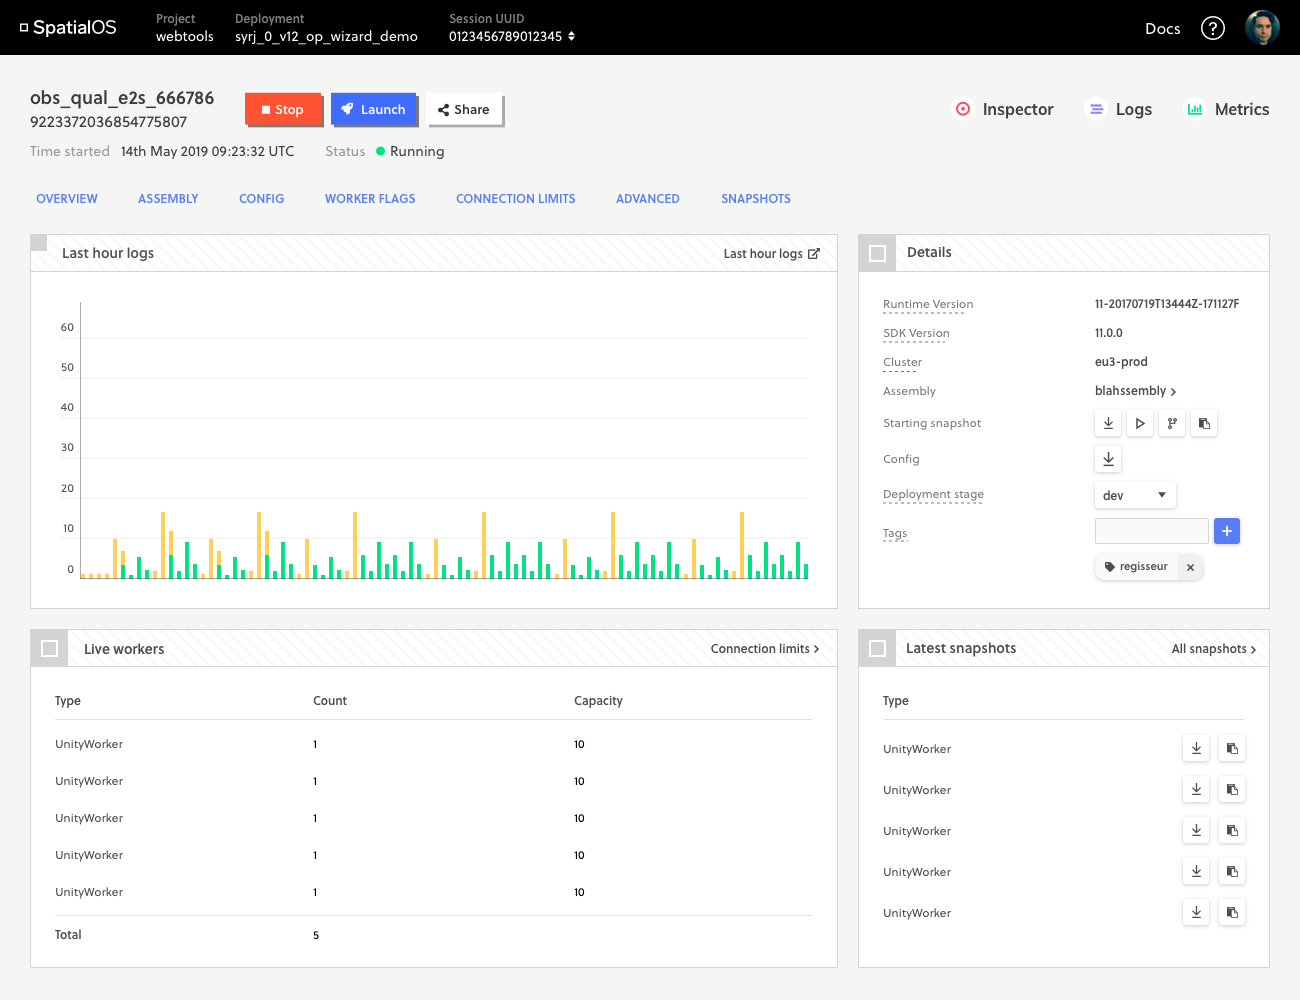 SpatialOS
Project
webtools
Deployment
syrj_0_v12_op_wizard_demo
Session UUID
0123456789012345
Docs
?
obs_qual_e2s_666786
9223372036854775807
Stop
Launch
Share
Inspector
Logs
Metrics
Time started 14th May 2019 09:23:32 UTC
Status Running
OVERVIEW
ASSEMBLY
CONFIG
WORKER FLAGS
CONNECTION LIMITS
ADVANCED
SNAPSHOTS
Last hour logs
Last hour logs
60
50
40
30
20
10
0
Details
Runtime Version 11-20170719T13444Z-171127F
SDK Version 11.0.0
Cluster eu3-prod
Assembly blahssembly
Starting snapshot
Config
Deployment stage dev
Tags
regisseur
Live workers
Connection limits
Type Count Capacity
UnityWorker 1 10
UnityWorker 1 10
UnityWorker 1 10
UnityWorker 1 10
UnityWorker 1 10
Total 5
Latest snapshots
All snapshots
Type
UnityWorker
UnityWorker
UnityWorker
UnityWorker
UnityWorker